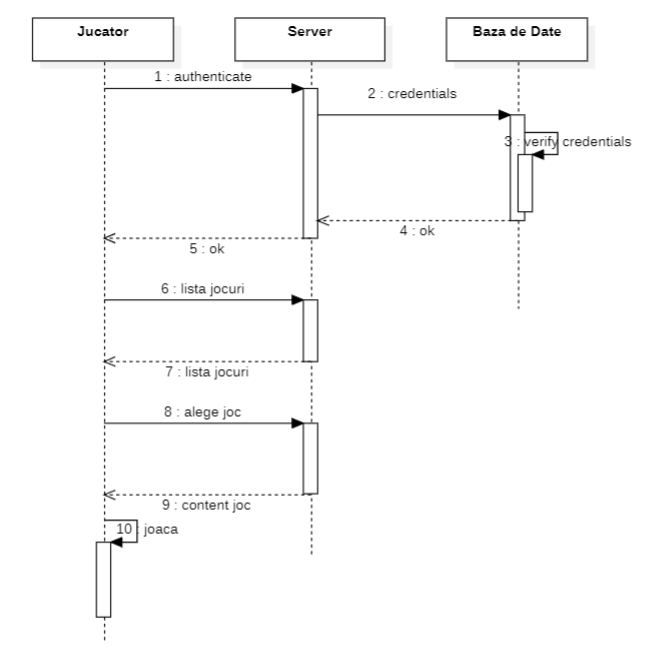 Jucator
Server
Baza de Date
1 : authenticate
2 : credentials
3 : verify credentials
4 : ok
5 : ok
6 : lista jocuri
7 : lista jocuri
8 : alege joc
9 : content joc
10 : joaca